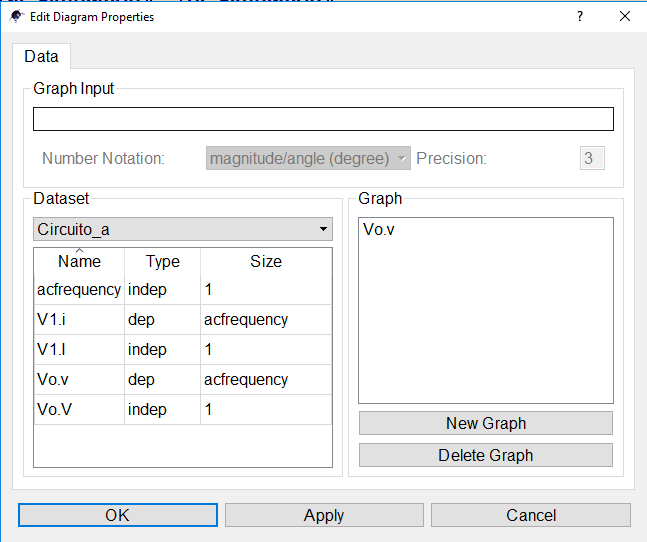 Edit Diagram Properties
?
Data
Graph Input
Number Notation: magnitude/angle (degree) Precision: 3
Dataset
Circuito_a
Name Type Size
acfrequency indep 1
V1.i dep acfrequency
V1.I indep 1
Vo.v dep acfrequency
Vo.V indep 1
Graph
Vo.v
New Graph
Delete Graph
OK Apply Cancel